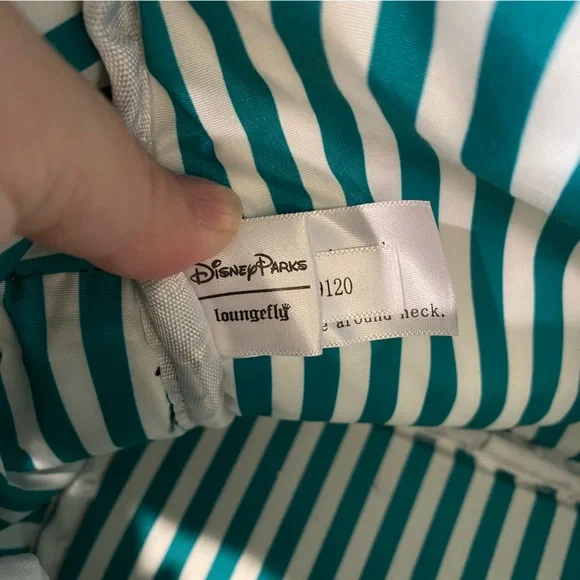 Disney Parks
loungefly
0120
around neck.